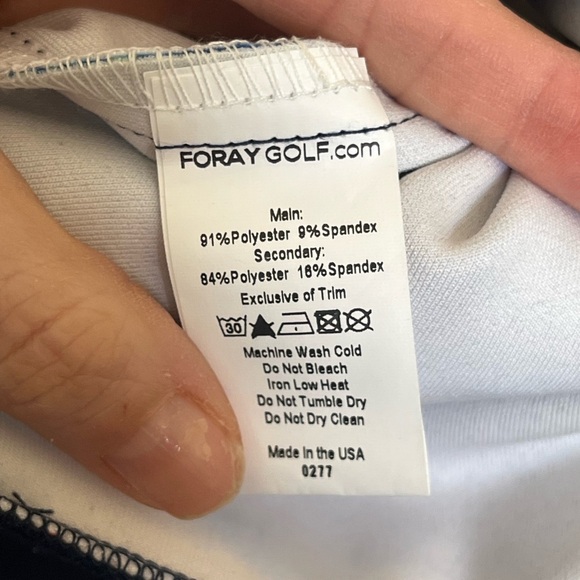 FORAY GOLF.com
Main:
91%Polyester 9%Spandex
Secondary:
84%Polyester 16%Spandex
Exclusive of Trim
30
Machine Wash Cold
Do Not Bleach
Iron Low Heat
Do Not Tumble Dry
Do Not Dry Clean
Made in the USA
0277